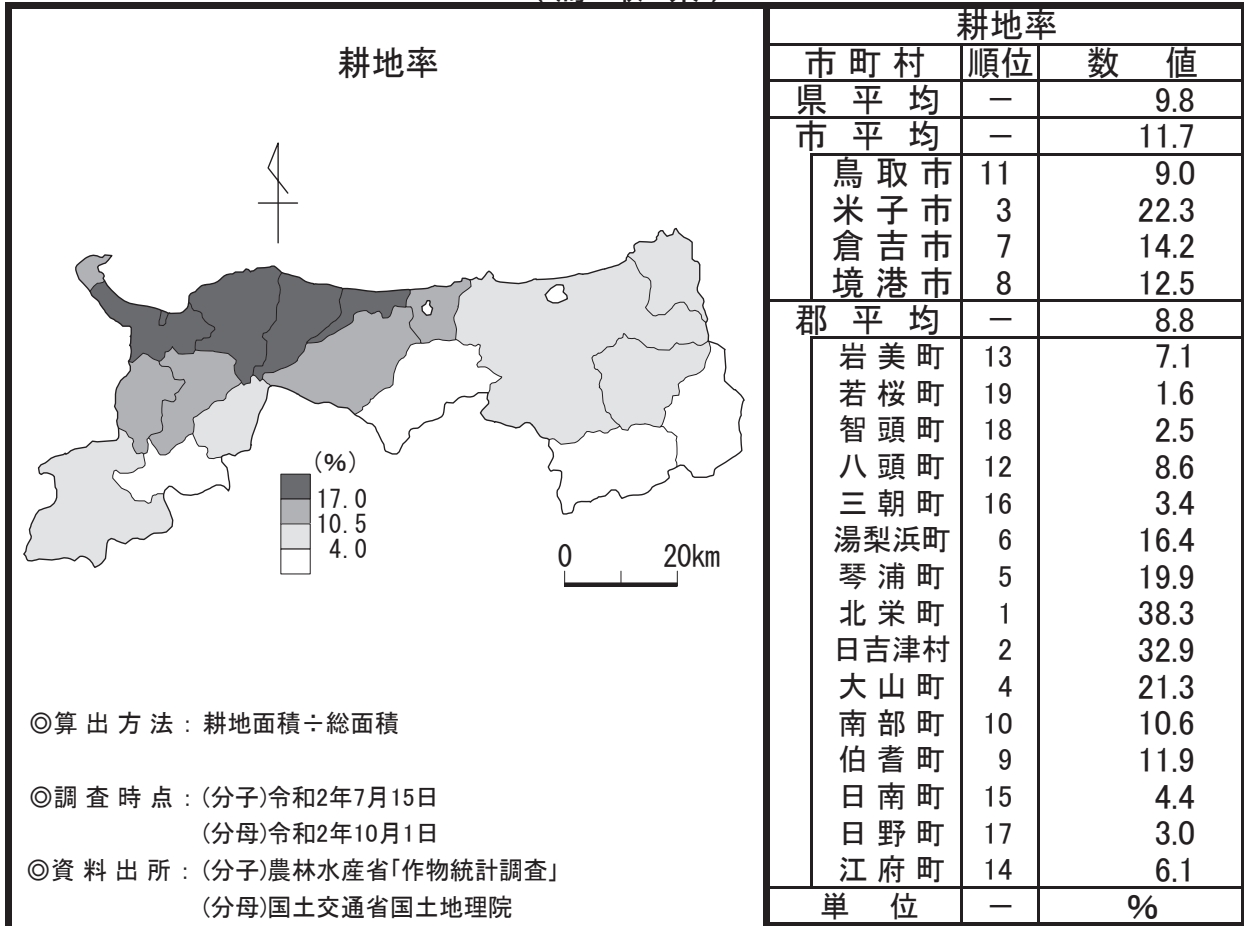 耕地率
(%)
17.0
10.5
4.0
0 20km
◎算出方法：耕地面積÷総面積
◎調査時点：(分子)令和2年7月15日
(分母)令和2年10月1日
◎資料出所：(分子)農林水産省「作物統計調査」
(分母)国土交通省国土地理院
耕地率
市町村 順位 数値
県平均 － 9.8
市平均 － 11.7
鳥取市 11 9.0
米子市 3 22.3
倉吉市 7 14.2
境港市 8 12.5
郡平均 － 8.8
岩美町 13 7.1
若桜町 19 1.6
智頭町 18 2.5
八頭町 12 8.6
三朝町 16 3.4
湯梨浜町 6 16.4
琴浦町 5 19.9
北栄町 1 38.3
日吉津村 2 32.9
大山町 4 21.3
南部町 10 10.6
伯耆町 9 11.9
日南町 15 4.4
日野町 17 3.0
江府町 14 6.1
単位 － %